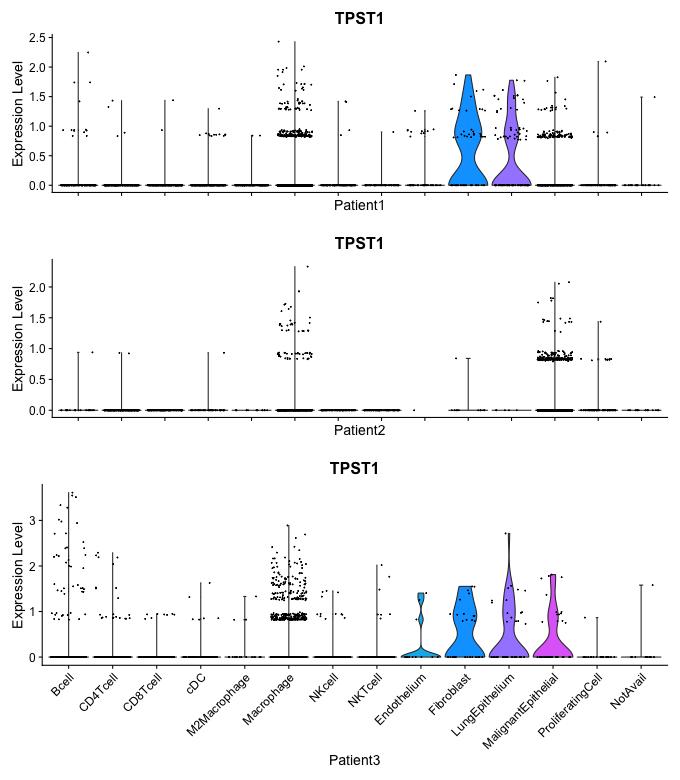 TPST1
Expression Level
2.5
2.0
1.5
1.0
0.5
0.0
Patient1
TPST1
Expression Level
2.0
1.5
1.0
0.5
0.0
Patient2
TPST1
Expression Level
3
2
1
0
Bcell
CD4Tcell
CD8Tcell
cDC
M2Macrophage
Macrophage
NKcell
NKTcell
Endothelium
Fibroblast
LungEpithelium
MalignantEpithelial
ProliferatingCell
NotAvail
Patient3